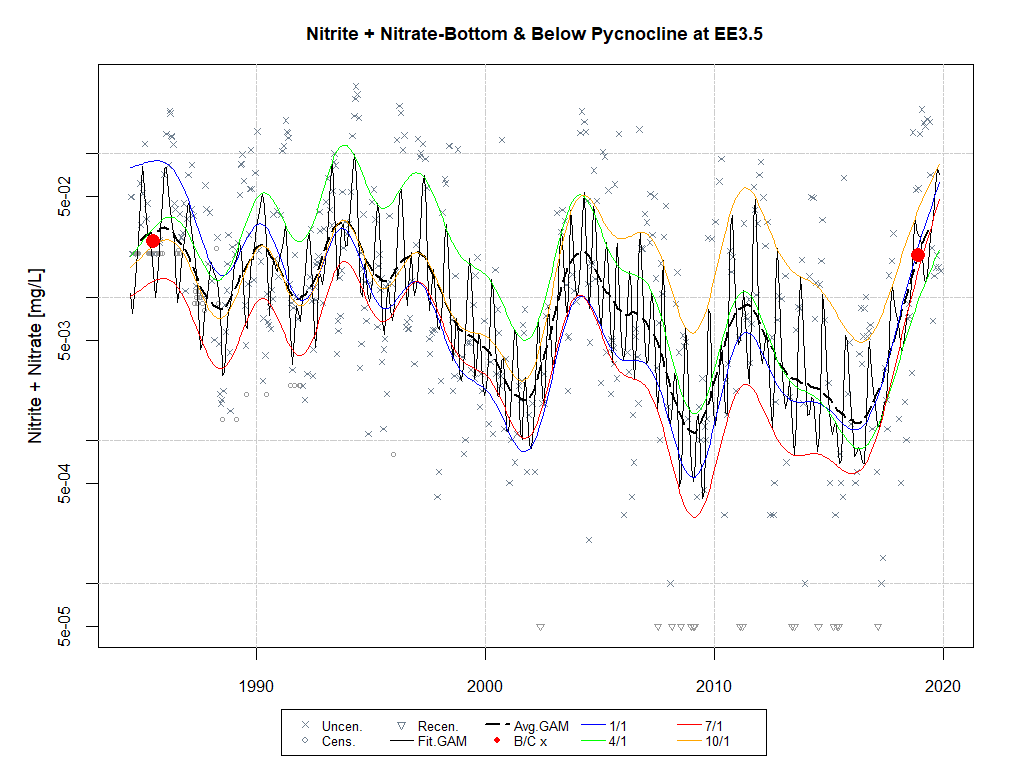 Nitrite + Nitrate-Bottom & Below Pycnocline at EE3.5
Nitrite + Nitrate [mg/L]
5e-02
5e-03
5e-04
5e-05
1990 2000 2010 2020
Uncen. Recen. Avg.GAM 1/1 7/1
Cens. Fit.GAM B/C x 4/1 10/1